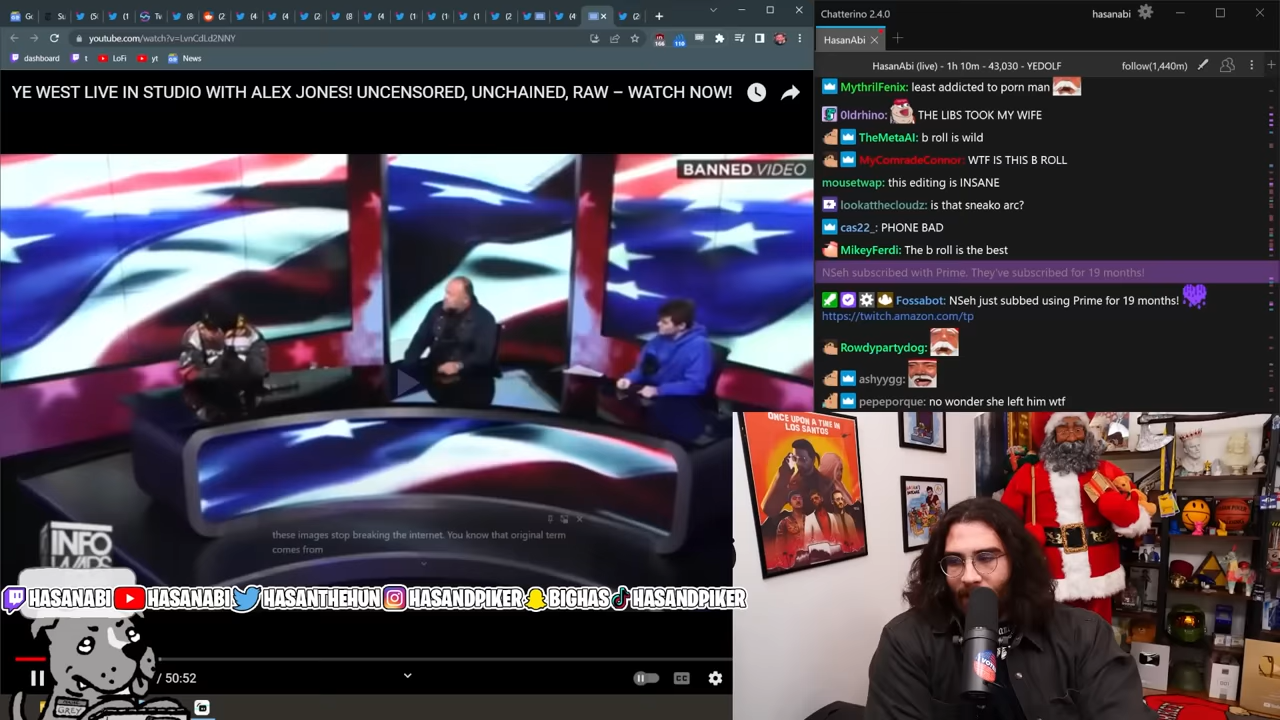 youtube.com/watch?v=LvnCdLd2NNY
dashboard t LoFi yt News
YE WEST LIVE IN STUDIO WITH ALEX JONES! UNCENSORED, UNCHAINED, RAW – WATCH NOW!
BANNED VIDEO
these images stop breaking the internet. You know that original term
comes from
INFO
WARS
HASANABI HASANABI HASANTHEHUN HASANDPIKER BIGHAS HASANDPIKER
/ 50:52
CC
GREY
Chatterino 2.4.0
hasanabi
HasanAbi
HasanAbi (live) - 1h 10m - 43,030 - YEDOLF
follow(1,440m)
MythrilFenix: least addicted to porn man
0ldrhino: THE LIBS TOOK MY WIFE
TheMetaAI: b roll is wild
MyComradeConnor: WTF IS THIS B ROLL
mousetwap: this editing is INSANE
lookatthecloudz: is that sneako arc?
cas22_: PHONE BAD
MikeyFerdi: The b roll is the best
NSeh subscribed with Prime. They've subscribed for 19 months!
Fossabot: NSeh just subbed using Prime for 19 months!
https://twitch.amazon.com/tp
Rowdypartydog:
ashyygg:
pepeporque: no wonder she left him wtf
ONCE UPON A TIME IN
LOS SANTOS